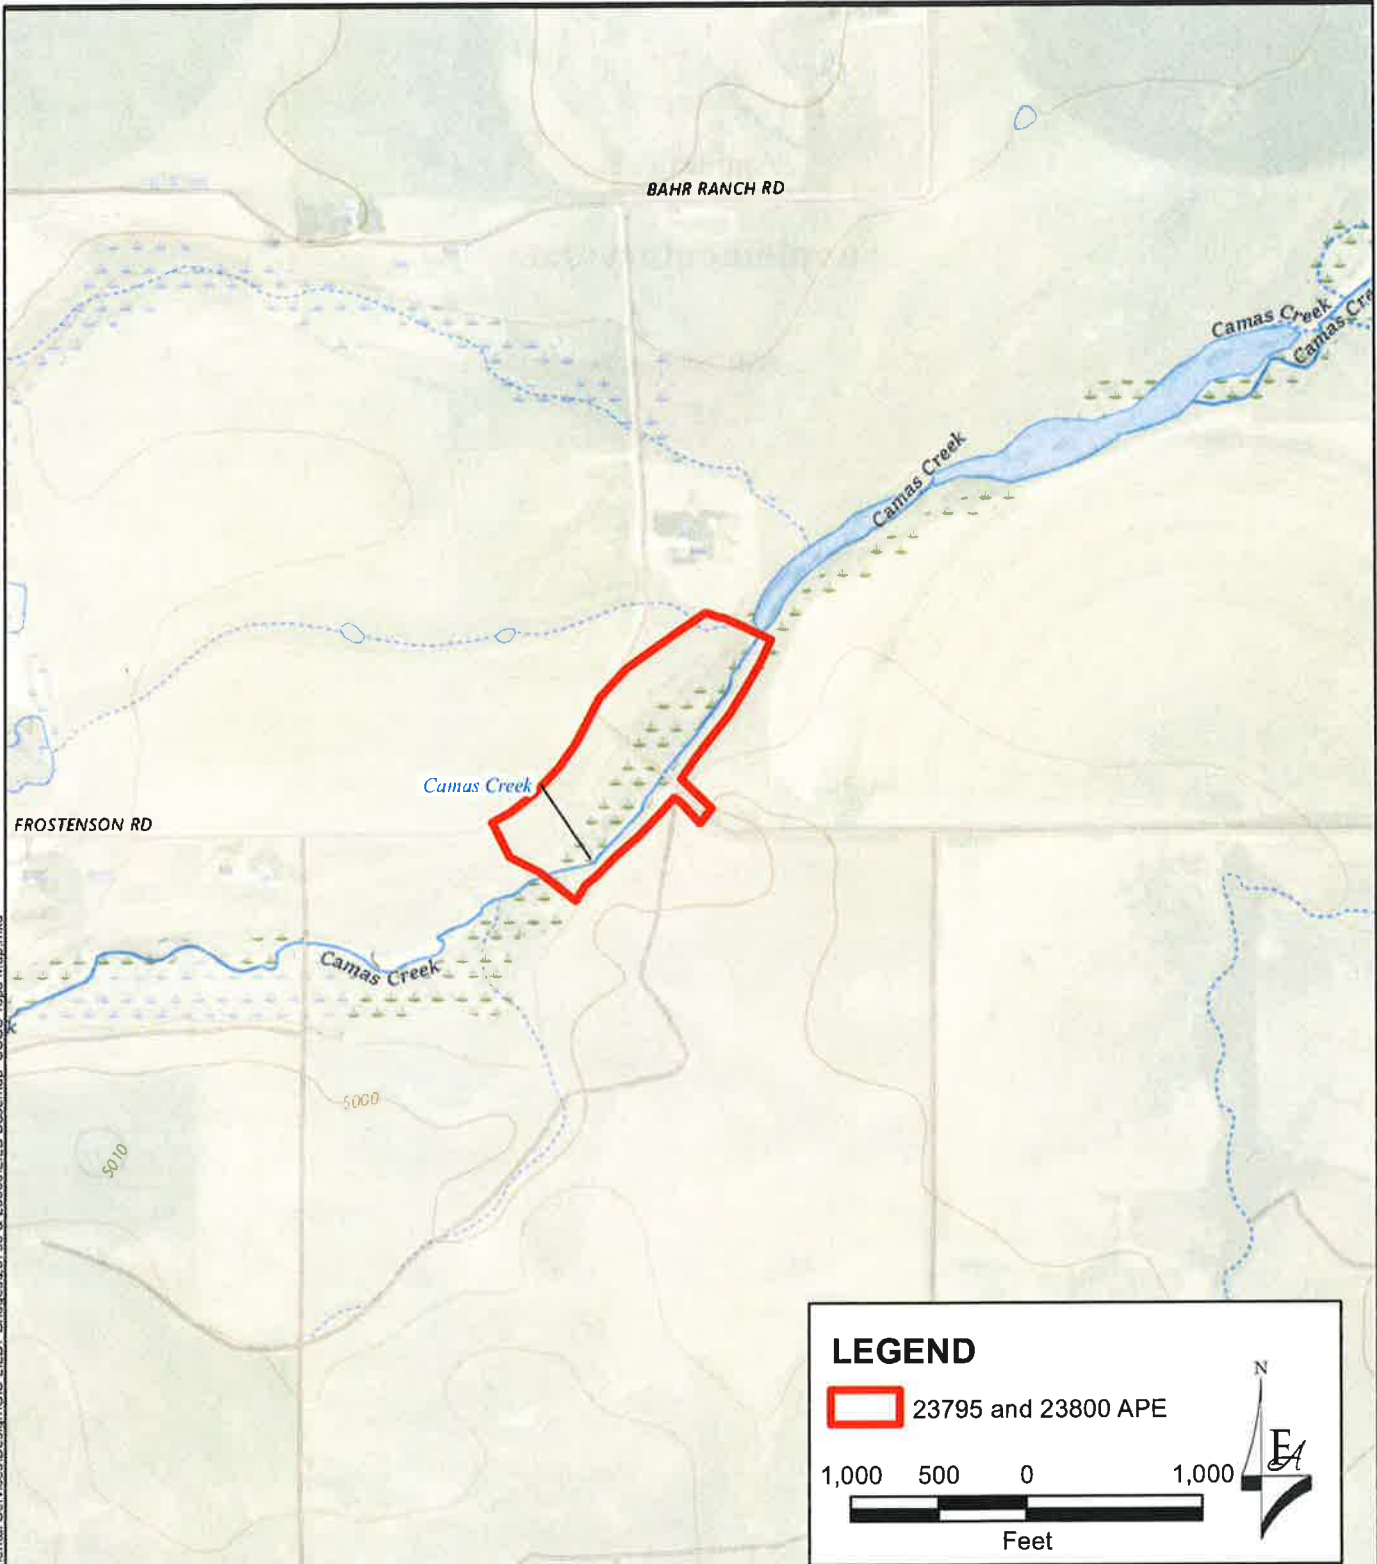 BAHR RANCH RD
Camas Creek
Camas Cre
Camas Creek
Camas Creek
FROSTENSON RD
Camas Creek
5000
5010
LEGEND
23795 and 23800 APE
N
EA
1,000 500 0 1,000
Feet